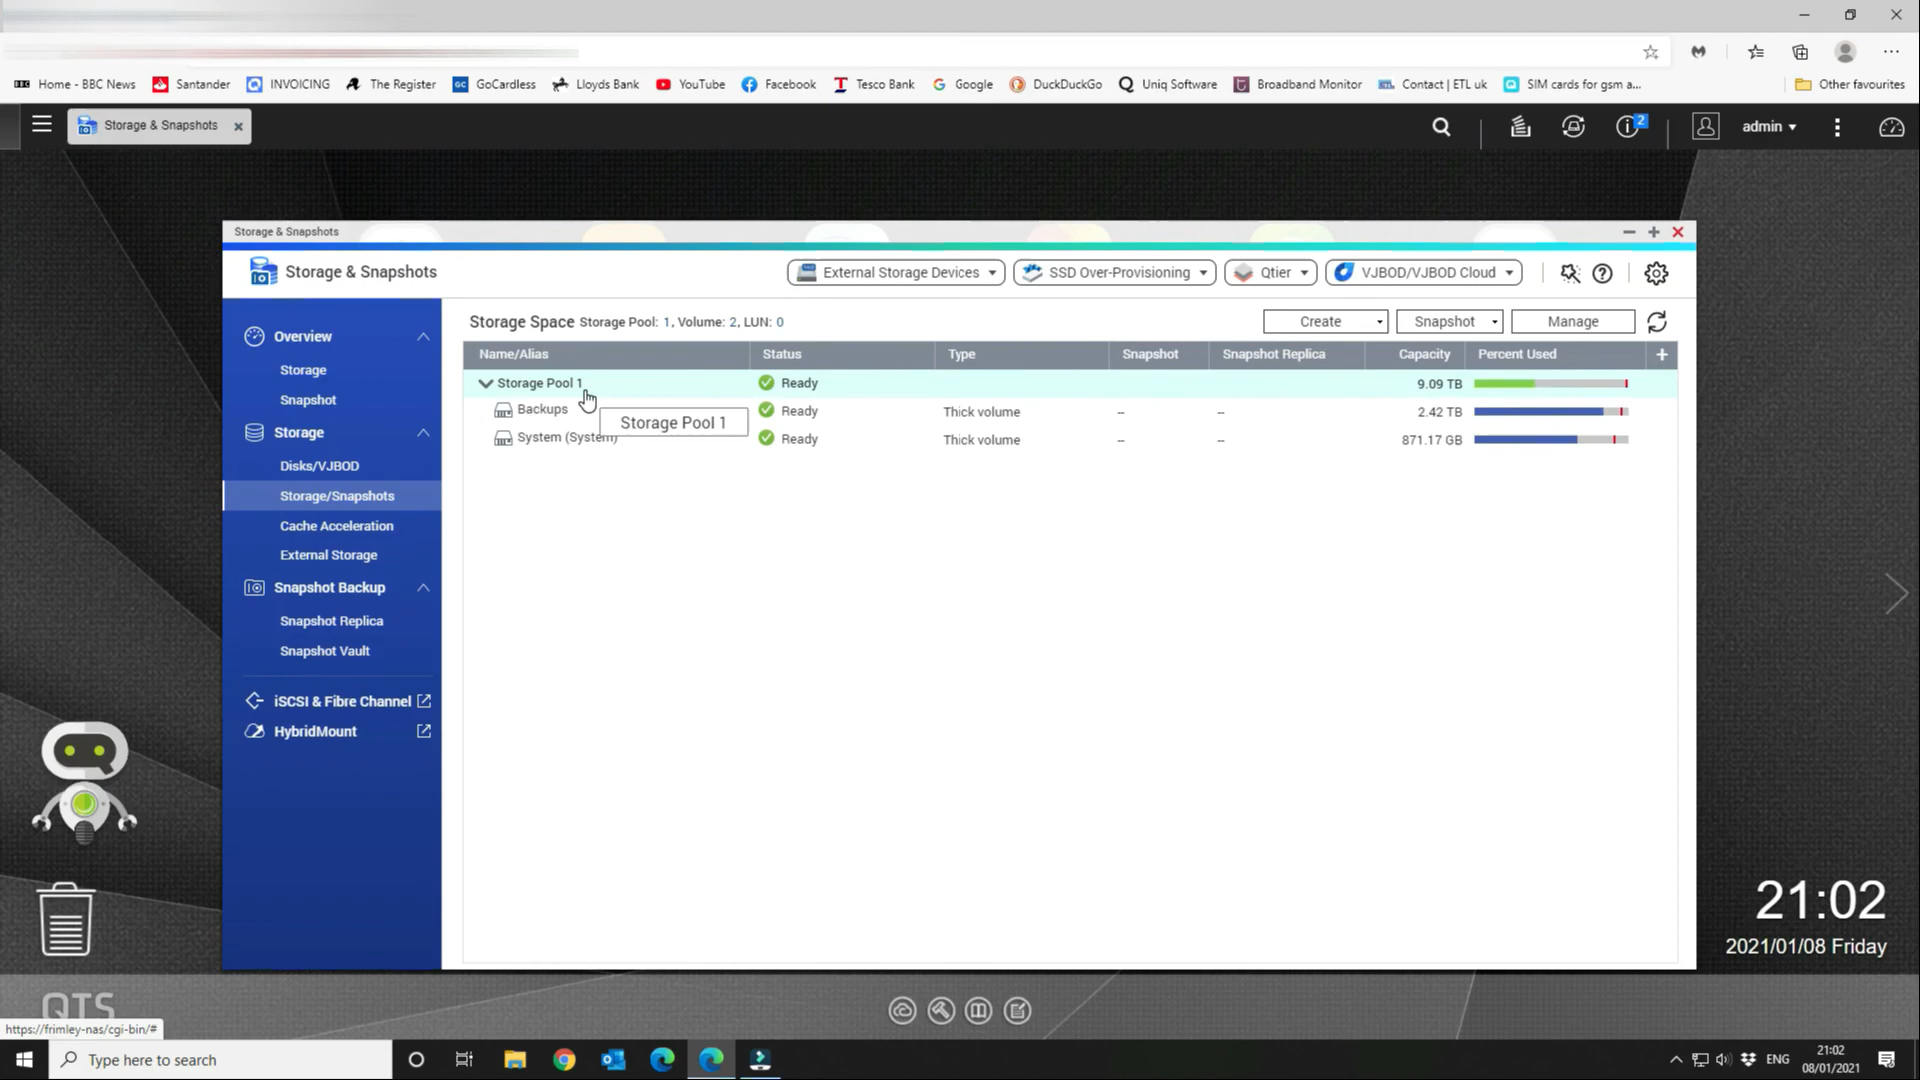 BBC Home - BBC News Santander INVOICING The Register GC GoCardless Lloyds Bank YouTube Facebook Tesco Bank Google DuckDuckGo Uniq Software Broadband Monitor ETL Contact | ETL uk SIM cards for gsm a... Other favourites
Storage & Snapshots
2
admin
Storage & Snapshots
Storage & Snapshots
External Storage Devices
SSD Over-Provisioning
Qtier
VJBOD/VJBOD Cloud
Overview
Storage
Snapshot
Storage
Disks/VJBOD
Storage/Snapshots
Cache Acceleration
External Storage
Snapshot Backup
Snapshot Replica
Snapshot Vault
iSCSI & Fibre Channel
HybridMount
Storage Space Storage Pool: 1, Volume: 2, LUN: 0
Create
Snapshot
Manage
Name/Alias Status Type Snapshot Snapshot Replica Capacity Percent Used
Storage Pool 1 Ready 9.09 TB
Backups Ready Thick volume -- -- 2.42 TB
Storage Pool 1
System (System) Ready Thick volume -- -- 871.17 GB
21:02
2021/01/08 Friday
QTS
https://frimley-nas/cgi-bin/#
Type here to search
ENG
21:02
08/01/2021